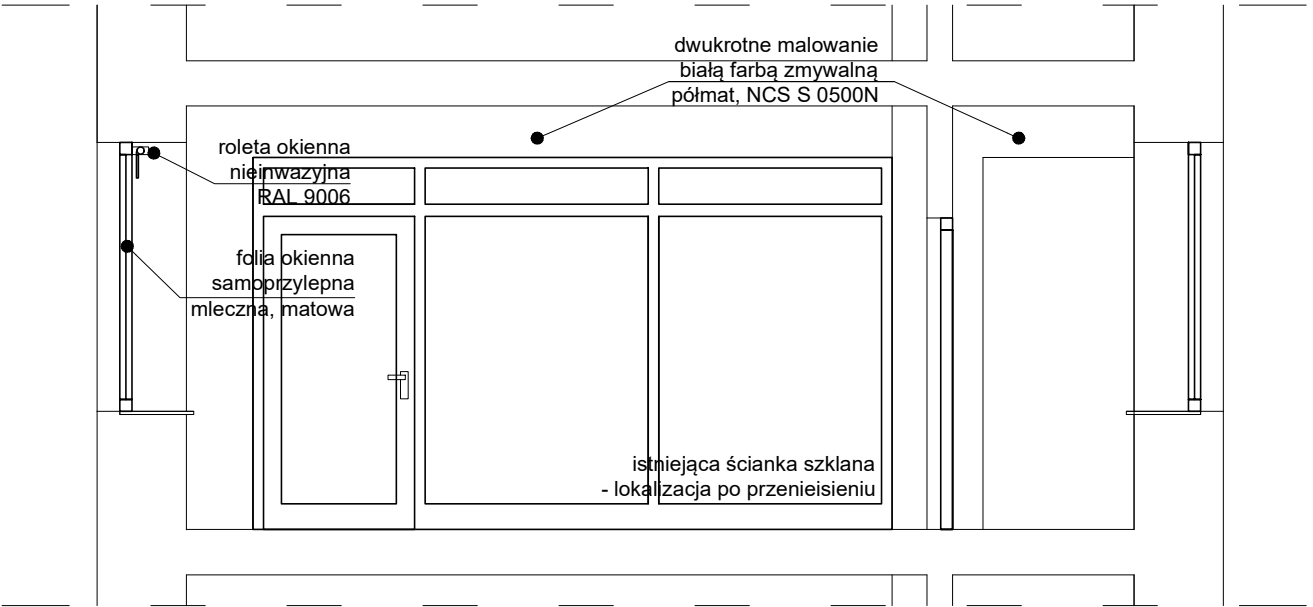 dwukrotne malowanie
białą farbą zmywalną
półmat, NCS S 0500N
roleta okienna
nieinwazyjna
RAL 9006
folia okienna
samoprzylepna
mleczna, matowa
istniejąca ścianka szklana
- lokalizacja po przenieisieniu